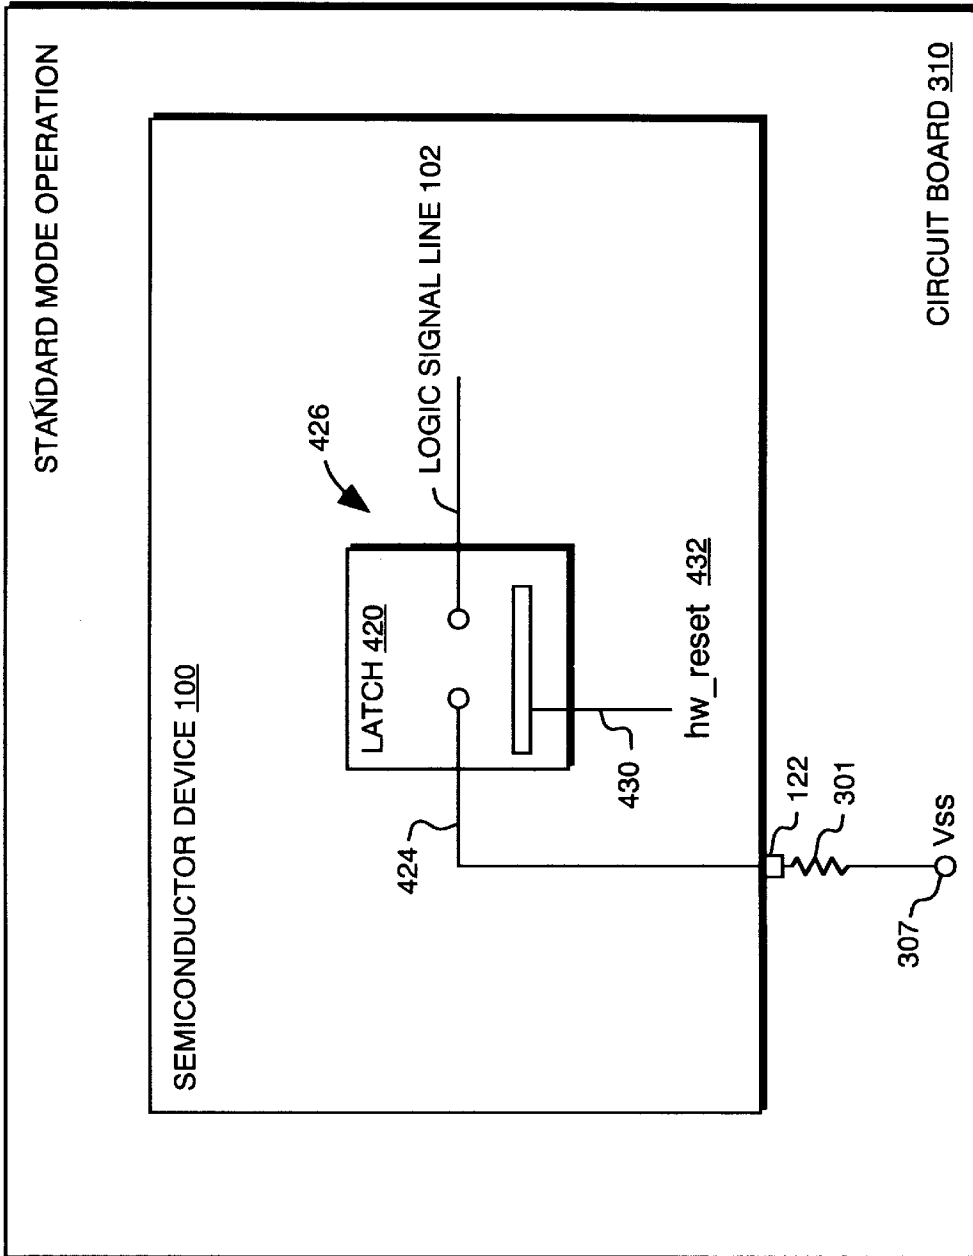 STANDARD MODE OPERATION
SEMICONDUCTOR DEVICE 100
426
LATCH 420
LOGIC SIGNAL LINE 102
424
430
hw_reset 432
122
301
307
Vss
CIRCUIT BOARD 310